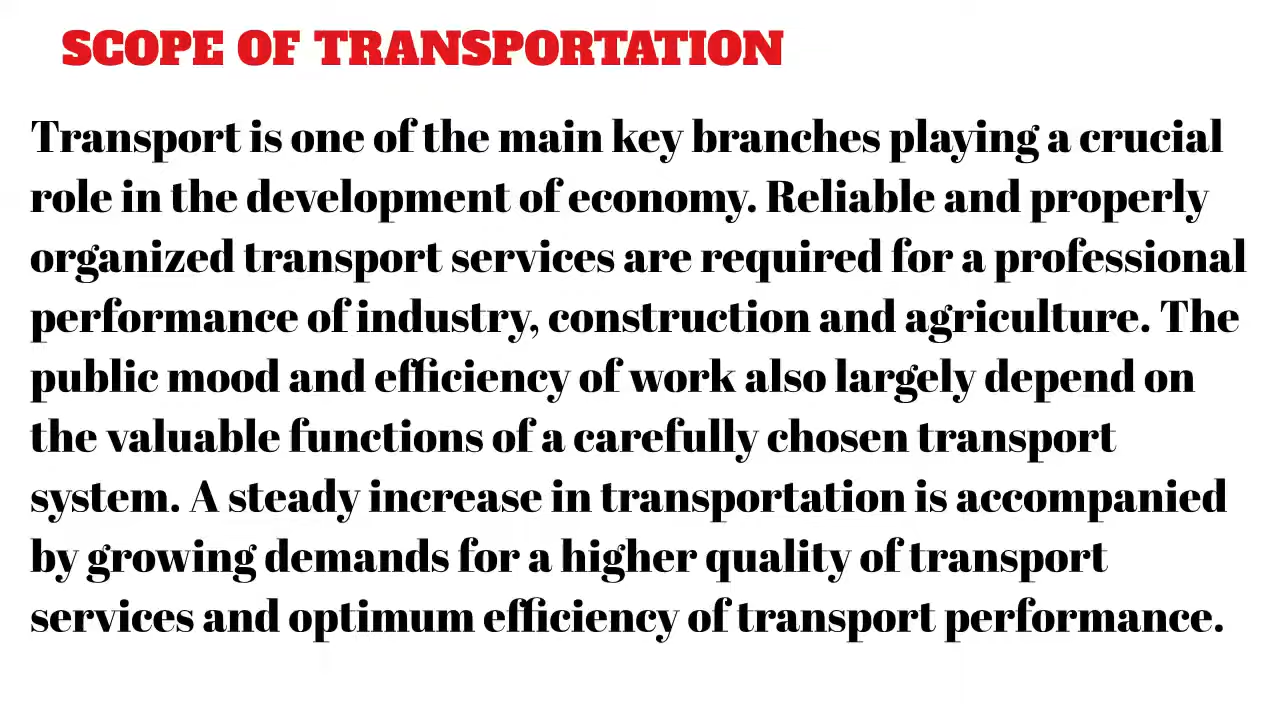 SCOPE OF TRANSPORTATION
Transport is one of the main key branches playing a crucial
role in the development of economy. Reliable and properly
organized transport services are required for a professional
performance of industry, construction and agriculture. The
public mood and efficiency of work also largely depend on
the valuable functions of a carefully chosen transport
system. A steady increase in transportation is accompanied
by growing demands for a higher quality of transport
services and optimum efficiency of transport performance.